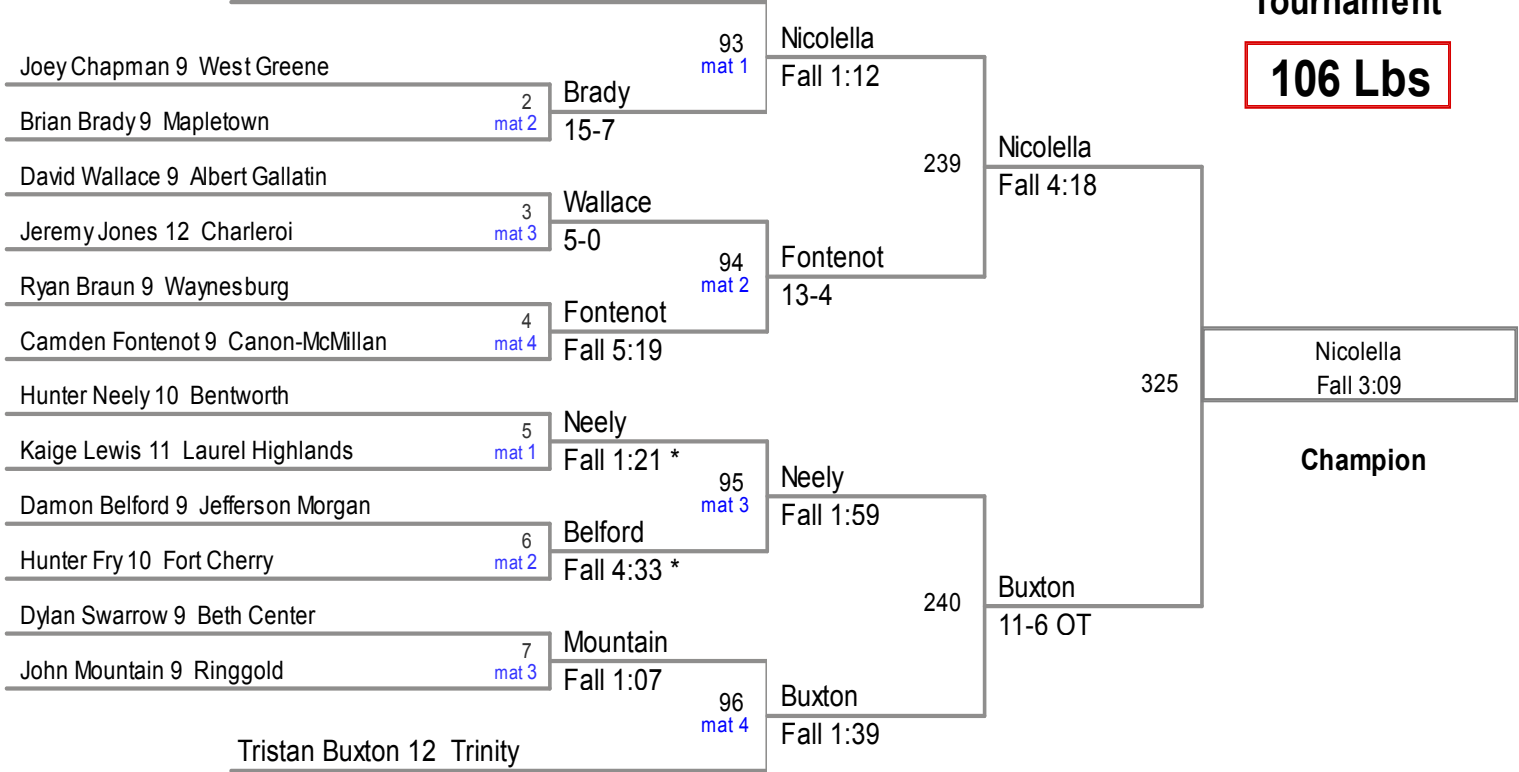 Tournament
106 Lbs
93
mat 1
Nicolella
Fall 1:12
Joey Chapman 9 West Greene
2
mat 2
Brady
15-7
Brian Brady 9 Mapletown
239
Nicolella
Fall 4:18
David Wallace 9 Albert Gallatin
3
mat 3
Wallace
5-0
Jeremy Jones 12 Charleroi
94
mat 2
Fontenot
13-4
Ryan Braun 9 Waynesburg
4
mat 4
Fontenot
Fall 5:19
Camden Fontenot 9 Canon-McMillan
325
Nicolella
Fall 3:09
Champion
Hunter Neely 10 Bentworth
5
mat 1
Neely
Fall 1:21 *
Kaige Lewis 11 Laurel Highlands
95
mat 3
Neely
Fall 1:59
Damon Belford 9 Jefferson Morgan
6
mat 2
Belford
Fall 4:33 *
Hunter Fry 10 Fort Cherry
240
Buxton
11-6 OT
Dylan Swarrow 9 Beth Center
7
mat 3
Mountain
Fall 1:07
John Mountain 9 Ringgold
96
mat 4
Buxton
Fall 1:39
Tristan Buxton 12 Trinity